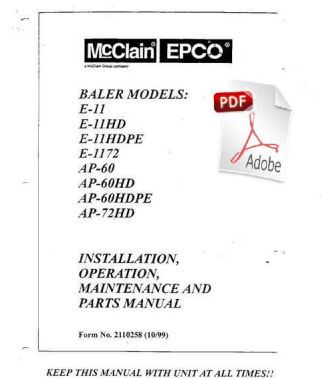 McClain® EPCO®
a McClain Group company
BALER MODELS:
E-11
E-11HD
E-11HDPE
E-1172
AP-60
AP-60HD
AP-60HDPE
AP-72HD
PDF
Adobe
INSTALLATION,
OPERATION,
MAINTENANCE AND
PARTS MANUAL
Form No. 2110258 (10/99)
KEEP THIS MANUAL WITH UNIT AT ALL TIMES!!